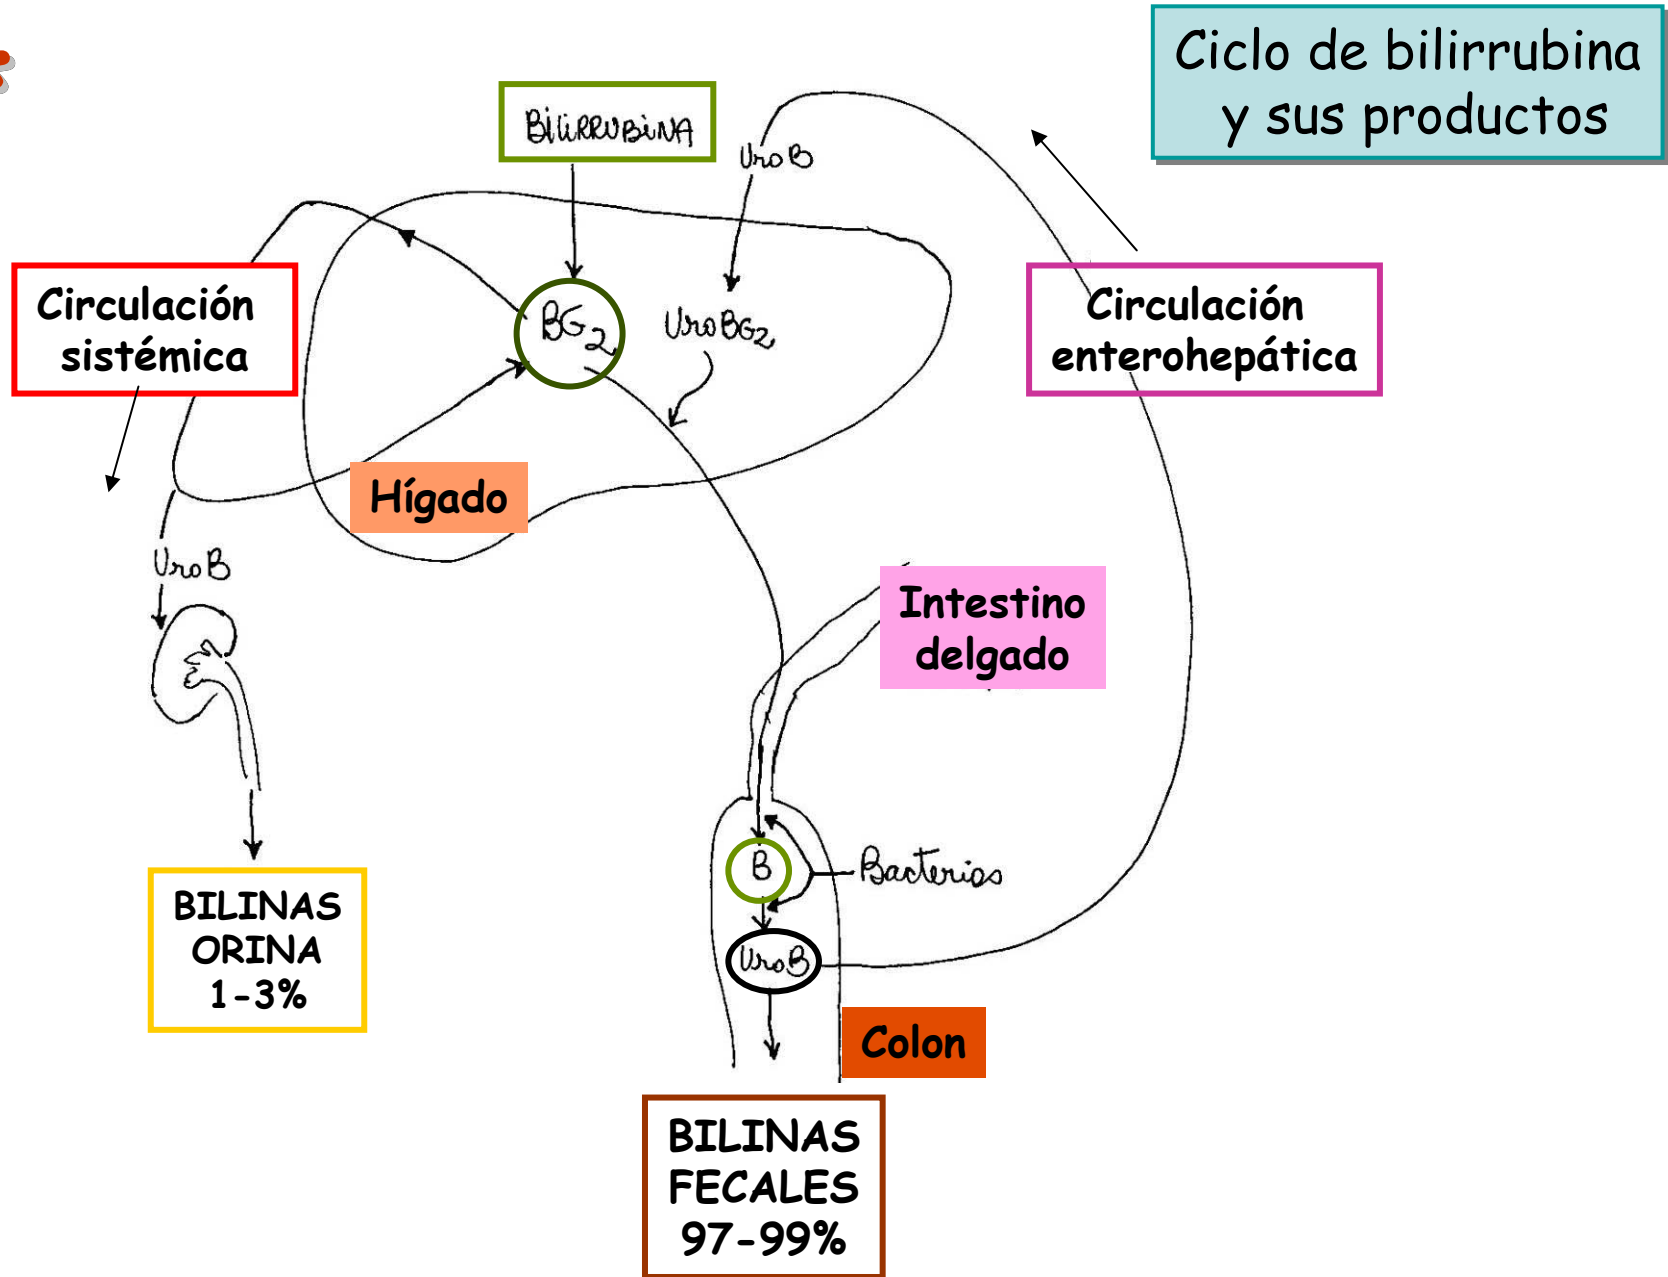 Ciclo de bilirrubina
y sus productos
BiliRRUBiNA
UroB
Circulación
sistémica
BG2
UroBG2
Circulación
enterohepática
Hígado
UroB
Intestino
delgado
B
Bacterias
BILINAS
ORINA
1-3%
UroB
Colon
BILINAS
FECALES
97-99%